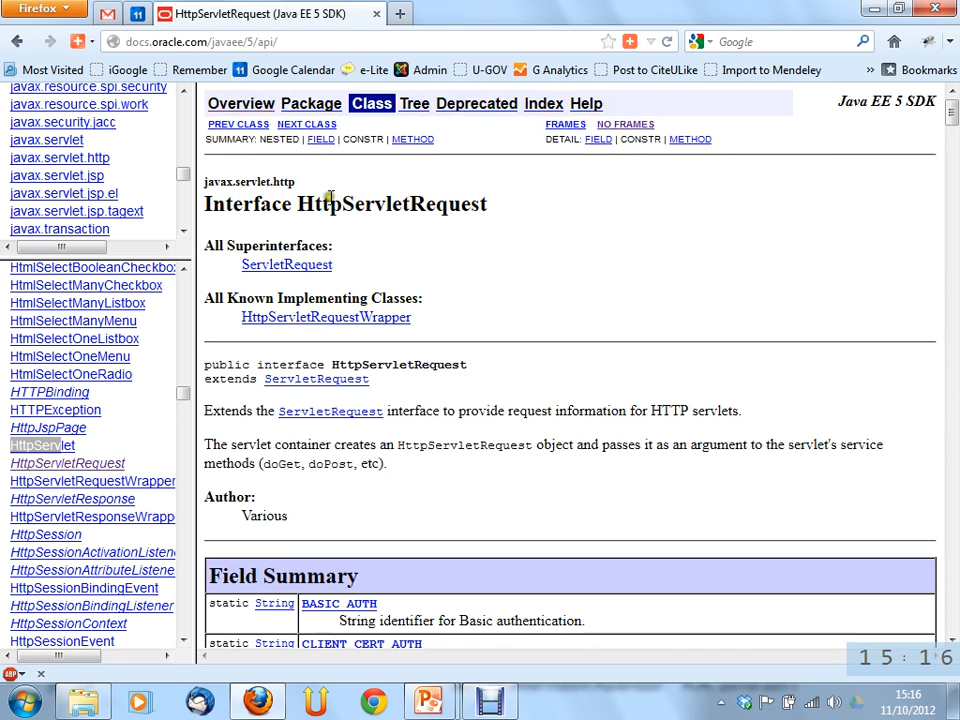 Firefox
11
HttpServletRequest (Java EE 5 SDK)
docs.oracle.com/javaee/5/api/
Google
Most Visited
iGoogle
Remember
11
Google Calendar
e-Lite
Admin
U-GOV
G Analytics
Post to CiteULike
Import to Mendeley
»
Bookmarks
javax.resource.spi.security
javax.resource.spi.work
javax.security.jacc
javax.servlet
javax.servlet.http
javax.servlet.jsp
javax.servlet.jsp.el
javax.servlet.jsp.tagext
javax.transaction
HtmlSelectBooleanCheckbox
HtmlSelectManyCheckbox
HtmlSelectManyListbox
HtmlSelectManyMenu
HtmlSelectOneListbox
HtmlSelectOneMenu
HtmlSelectOneRadio
HTTPBinding
HTTPException
HttpJspPage
HttpServlet
HttpServletRequest
HttpServletRequestWrapper
HttpServletResponse
HttpServletResponseWrapp
HttpSession
HttpSessionActivationListen
HttpSessionAttributeListene
HttpSessionBindingEvent
HttpSessionBindingListener
HttpSessionContext
HttpSessionEvent
Overview Package Class Tree Deprecated Index Help
Java EE 5 SDK
PREV CLASS NEXT CLASS
FRAMES NO FRAMES
SUMMARY: NESTED | FIELD | CONSTR | METHOD
DETAIL: FIELD | CONSTR | METHOD
javax.servlet.http
Interface HttpServletRequest
All Superinterfaces:
ServletRequest
All Known Implementing Classes:
HttpServletRequestWrapper
public interface HttpServletRequest
extends ServletRequest
Extends the ServletRequest interface to provide request information for HTTP servlets.
The servlet container creates an HttpServletRequest object and passes it as an argument to the servlet's service
methods (doGet, doPost, etc).
Author:
Various
Field Summary
static String BASIC_AUTH
String identifier for Basic authentication.
static String CLIENT_CERT_AUTH
15:16
ABP
15:16
11/10/2012